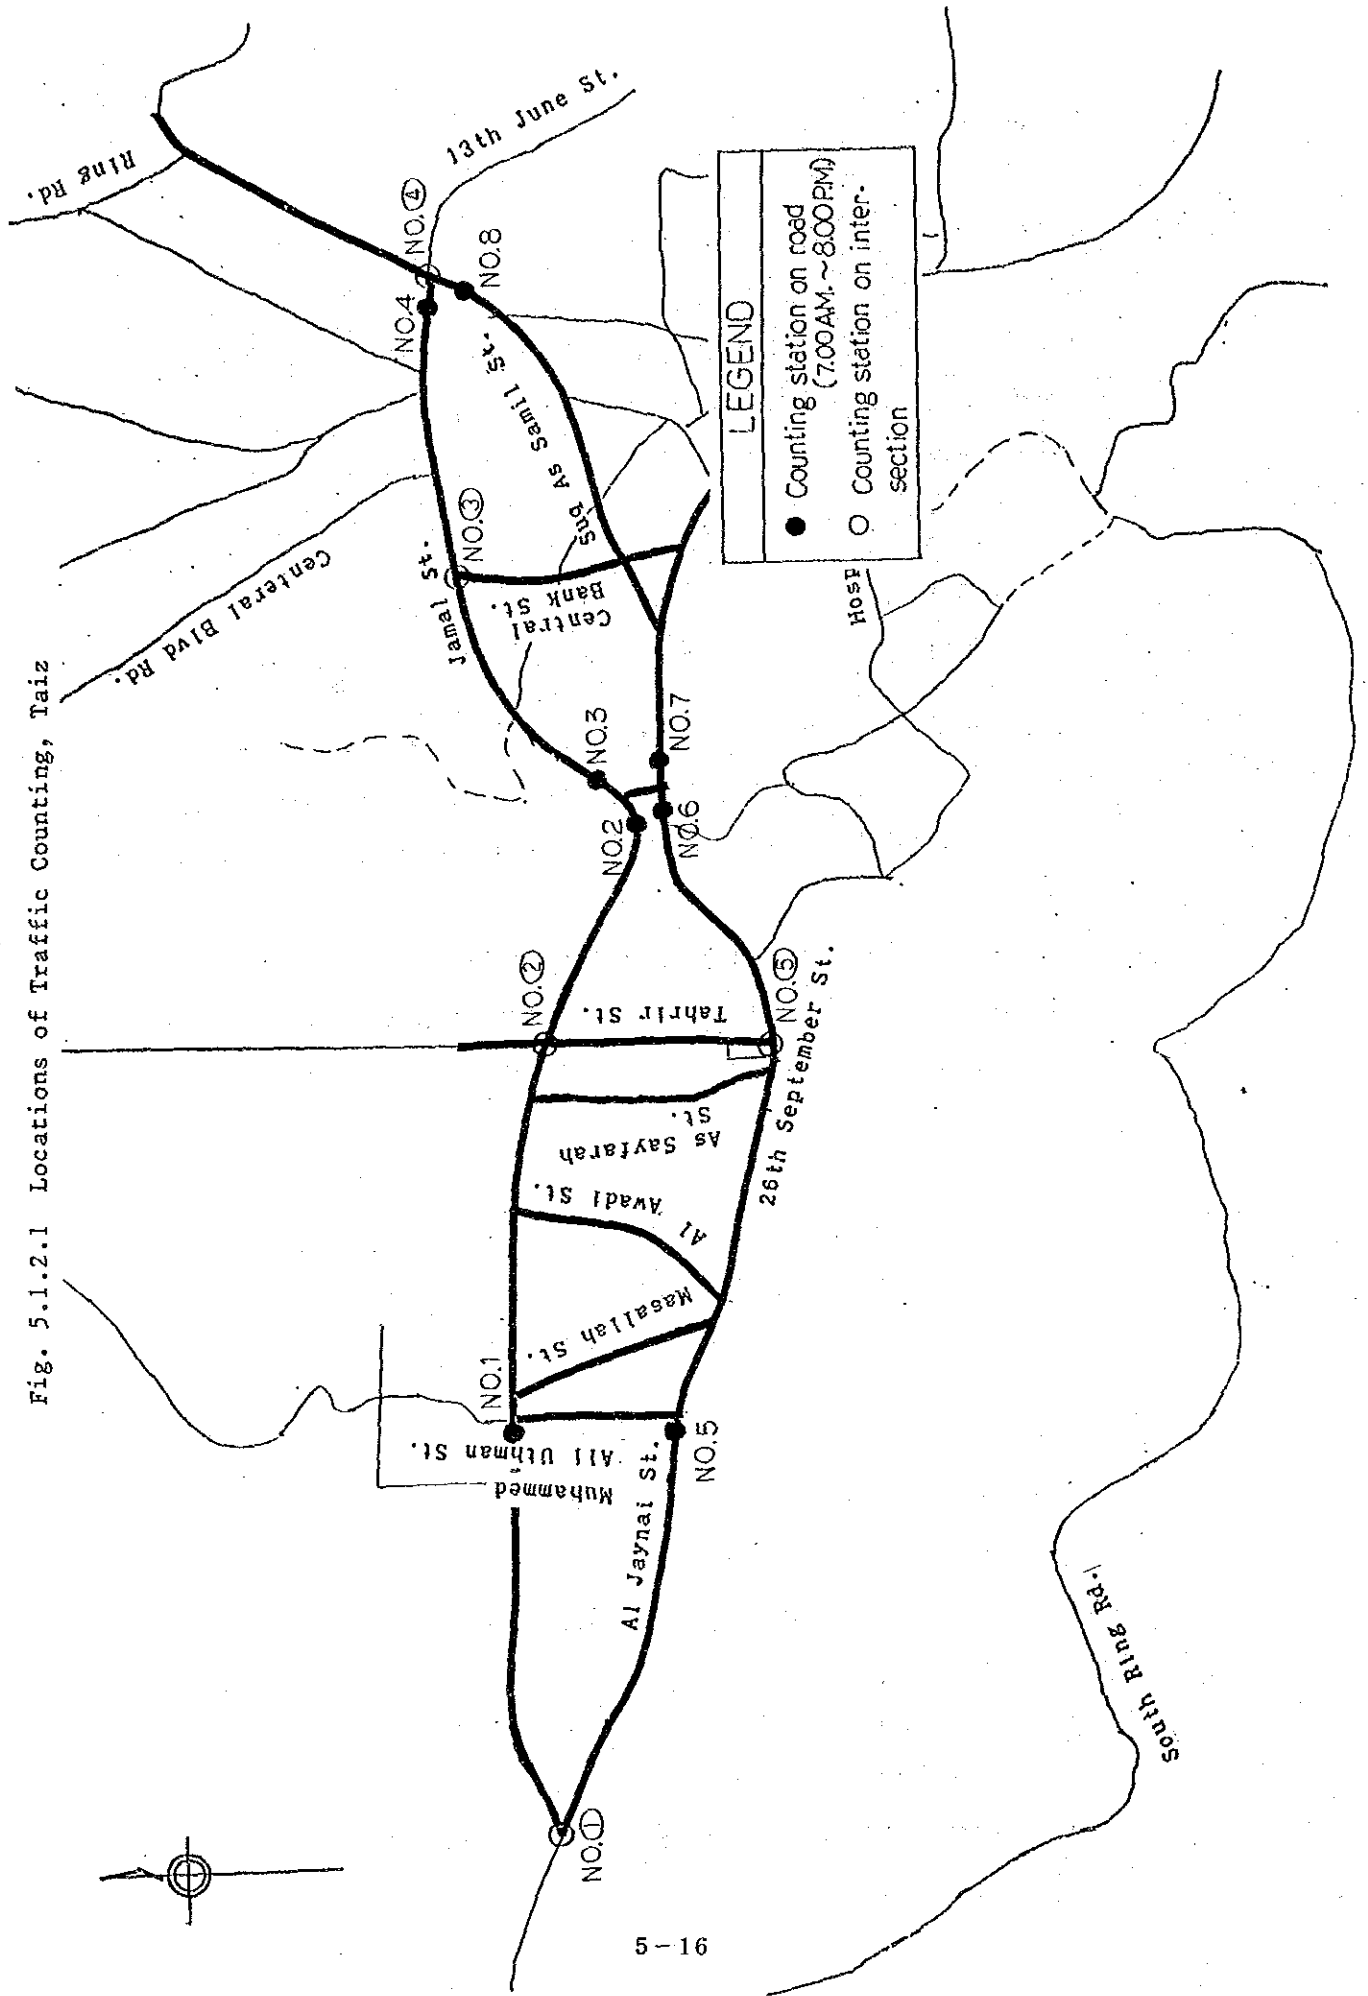 Fig. 5.1.2.1 Locations of Traffic Counting, Taiz
Ring Rd.
13th June St.
NO.④
NO.4
NO.8
Centeral Blvd Rd.
Jamal St.
NO.③
Suq As Samil St.
Central
Bank St.
NO.3
NO.2
NO.7
NO.6
Hosp
LEGEND
● Counting station on road
(7.00AM.~8.00P.M)
○ Counting station on inter-
section
NO.②
Tahrir St.
NO.⑤
26th September St.
As Sayfarah
St.
Al
Awadi St.
Masallah St.
NO.1
Muhammed
Ali Uthman St.
NO.5
Al Jaynai St.
NO.①
South Ring Rd.
5-16